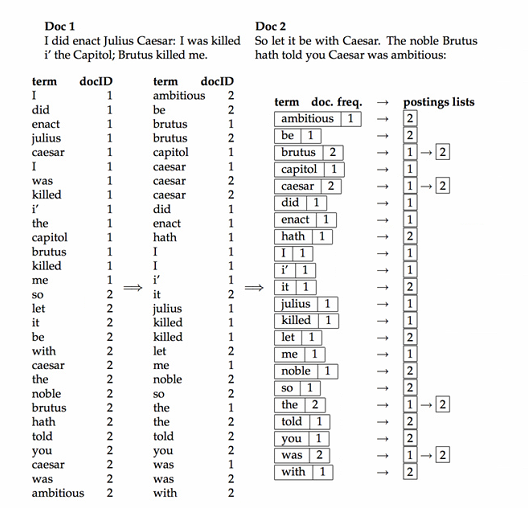 Doc 1
I did enact Julius Caesar: I was killed
i′ the Capitol; Brutus killed me.
Doc 2
So let it be with Caesar. The noble Brutus
hath told you Caesar was ambitious:
term docID
I 1
did 1
enact 1
julius 1
caesar 1
I 1
was 1
killed 1
i′ 1
the 1
capitol 1
brutus 1
killed 1
me 1
so 2
let 2
it 2
be 2
with 2
caesar 2
the 2
noble 2
brutus 2
hath 2
told 2
you 2
caesar 2
was 2
ambitious 2
⇒
term docID
ambitious 2
be 2
brutus 1
brutus 2
capitol 1
caesar 1
caesar 2
caesar 2
did 1
enact 1
hath 1
I 1
I 1
i′ 1
it 2
julius 1
killed 1
killed 1
let 2
me 1
noble 2
so 2
the 1
the 2
told 2
you 2
was 1
was 2
with 2
⇒
term doc. freq. → postings lists
ambitious 1 → 2
be 1 → 2
brutus 2 → 1 → 2
capitol 1 → 1
caesar 2 → 1 → 2
did 1 → 1
enact 1 → 1
hath 1 → 2
I 1 → 1
i′ 1 → 1
it 1 → 2
julius 1 → 1
killed 1 → 1
let 1 → 2
me 1 → 1
noble 1 → 2
so 1 → 2
the 2 → 1 → 2
told 1 → 2
you 1 → 2
was 2 → 1 → 2
with 1 → 2